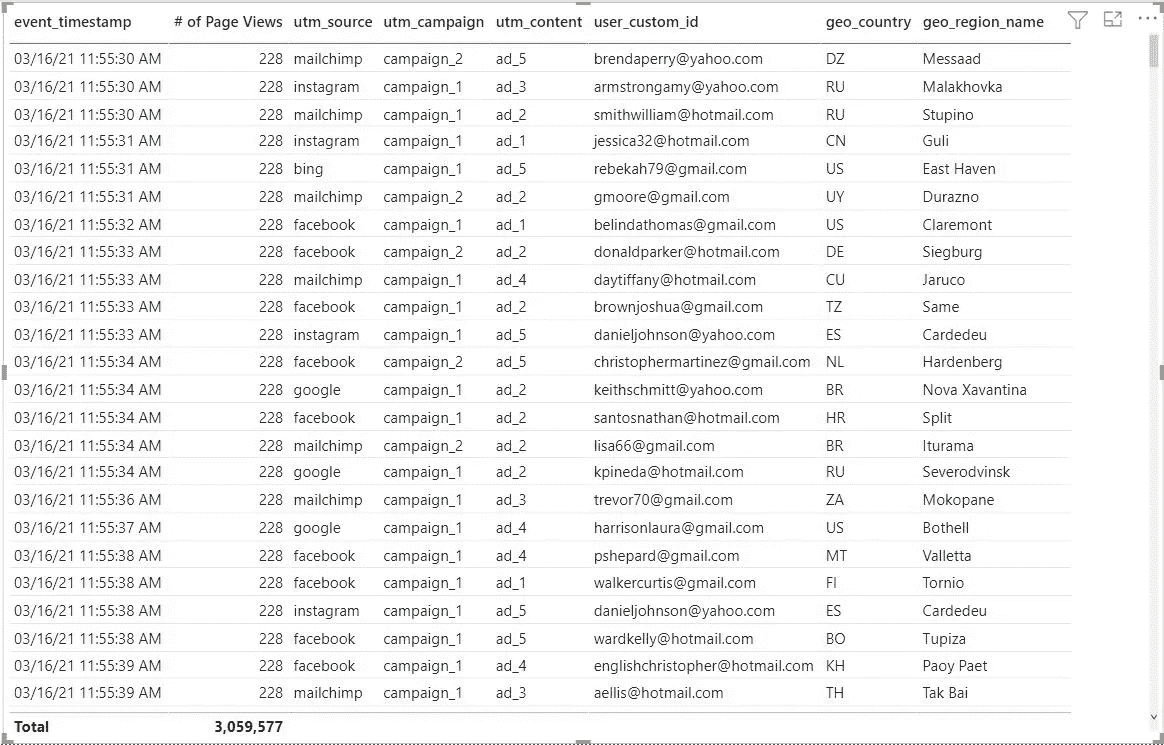 event_timestamp # of Page Views utm_source utm_campaign utm_content user_custom_id geo_country geo_region_name
03/16/21 11:55:30 AM 228 mailchimp campaign_2 ad_5 brendaperry@yahoo.com DZ Messaad
03/16/21 11:55:30 AM 228 instagram campaign_1 ad_3 armstrongamy@yahoo.com RU Malakhovka
03/16/21 11:55:30 AM 228 mailchimp campaign_1 ad_2 smithwilliam@hotmail.com RU Stupino
03/16/21 11:55:31 AM 228 instagram campaign_1 ad_1 jessica32@hotmail.com CN Guli
03/16/21 11:55:31 AM 228 bing campaign_1 ad_5 rebekah79@gmail.com US East Haven
03/16/21 11:55:31 AM 228 mailchimp campaign_2 ad_2 gmoore@gmail.com UY Durazno
03/16/21 11:55:32 AM 228 facebook campaign_1 ad_1 belindathomas@gmail.com US Claremont
03/16/21 11:55:33 AM 228 facebook campaign_2 ad_2 donaldparker@hotmail.com DE Siegburg
03/16/21 11:55:33 AM 228 mailchimp campaign_1 ad_4 daytiffany@hotmail.com CU Jaruco
03/16/21 11:55:33 AM 228 facebook campaign_1 ad_2 brownjoshua@gmail.com TZ Same
03/16/21 11:55:33 AM 228 instagram campaign_1 ad_5 danieljohnson@yahoo.com ES Cardedeu
03/16/21 11:55:34 AM 228 facebook campaign_2 ad_5 christophermartinez@gmail.com NL Hardenberg
03/16/21 11:55:34 AM 228 google campaign_1 ad_2 keithschmitt@yahoo.com BR Nova Xavantina
03/16/21 11:55:34 AM 228 facebook campaign_1 ad_2 santosnathan@hotmail.com HR Split
03/16/21 11:55:34 AM 228 mailchimp campaign_2 ad_2 lisa66@gmail.com BR Iturama
03/16/21 11:55:34 AM 228 google campaign_1 ad_2 kpineda@hotmail.com RU Severodvinsk
03/16/21 11:55:36 AM 228 mailchimp campaign_1 ad_3 trevor70@gmail.com ZA Mokopane
03/16/21 11:55:37 AM 228 google campaign_1 ad_4 harrisonlaura@gmail.com US Bothell
03/16/21 11:55:38 AM 228 facebook campaign_1 ad_4 pshepard@gmail.com MT Valletta
03/16/21 11:55:38 AM 228 facebook campaign_1 ad_1 walkercurtis@gmail.com FI Tornio
03/16/21 11:55:38 AM 228 instagram campaign_1 ad_5 danieljohnson@yahoo.com ES Cardedeu
03/16/21 11:55:38 AM 228 facebook campaign_1 ad_5 wardkelly@hotmail.com BO Tupiza
03/16/21 11:55:39 AM 228 facebook campaign_1 ad_4 englishchristopher@hotmail.com KH Paoy Paet
03/16/21 11:55:39 AM 228 mailchimp campaign_1 ad_3 aellis@hotmail.com TH Tak Bai
Total 3,059,577